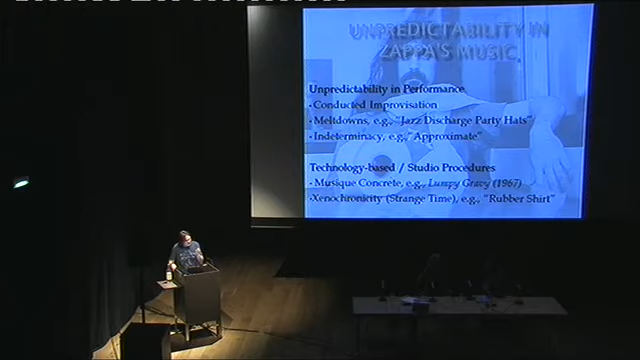 UNPREDICTABILITY IN
ZAPPA'S MUSIC
Unpredictability in Performance
- Conducted Improvisation
- Meltdowns, e.g., "Jazz Discharge Party Hats"
- Indeterminacy, e.g., "Approximate"
Technology-based / Studio Procedures
- Musique Concrete, e.g., Lumpy Gravy (1967)
- Xenochronicity (Strange Time), e.g., "Rubber Shirt"